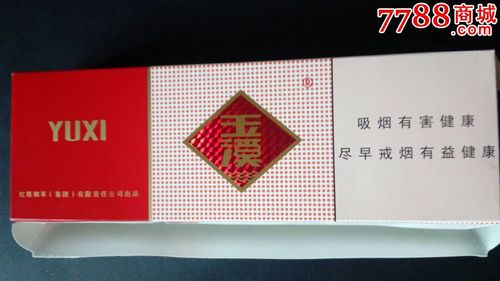 7788商城
YUXI
玉溪
®
红塔烟草(集团)有限责任公司出品
吸烟有害健康
尽早戒烟有益健康